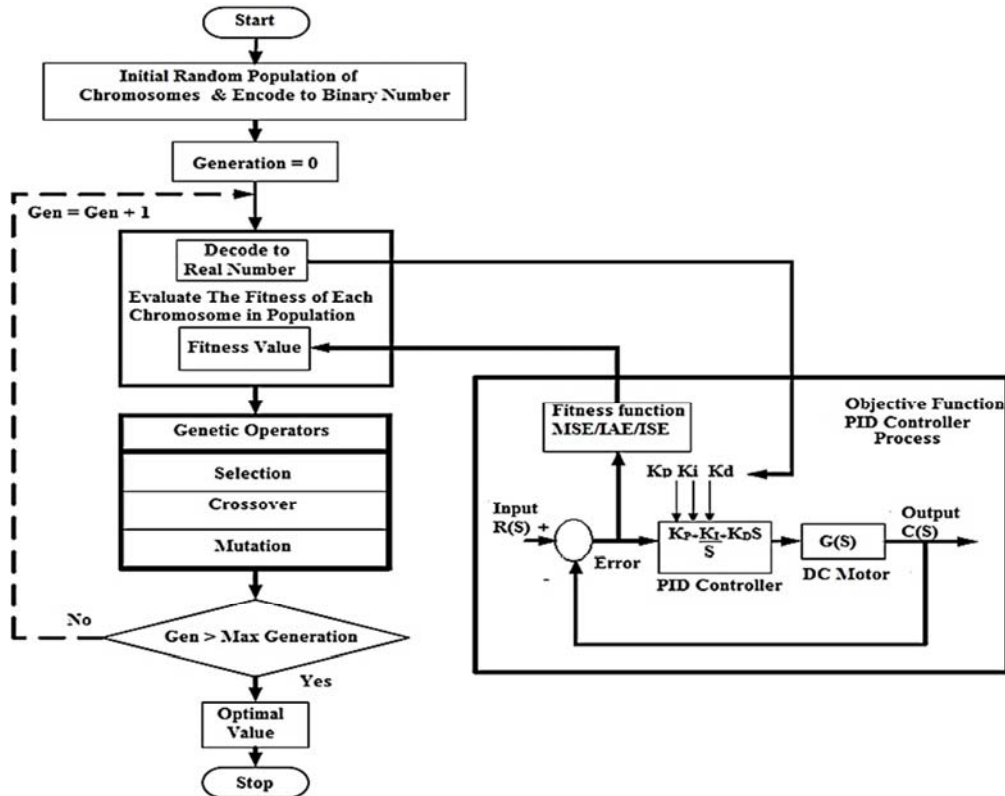 Start
Initial Random Population of
Chromosomes & Encode to Binary Number
Generation = 0
Gen = Gen + 1
Decode to
Real Number
Evaluate The Fitness of Each
Chromosome in Population
Fitness Value
Genetic Operators
Selection
Crossover
Mutation
No
Gen > Max Generation
Yes
Optimal
Value
Stop
Objective Function
PID Controller
Process
Fitness function
MSE/IAE/ISE
Kp Ki Kd
Input
R(S) +
-
Error
KP+KI+KDS
S
PID Controller
G(S)
DC Motor
Output
C(S)